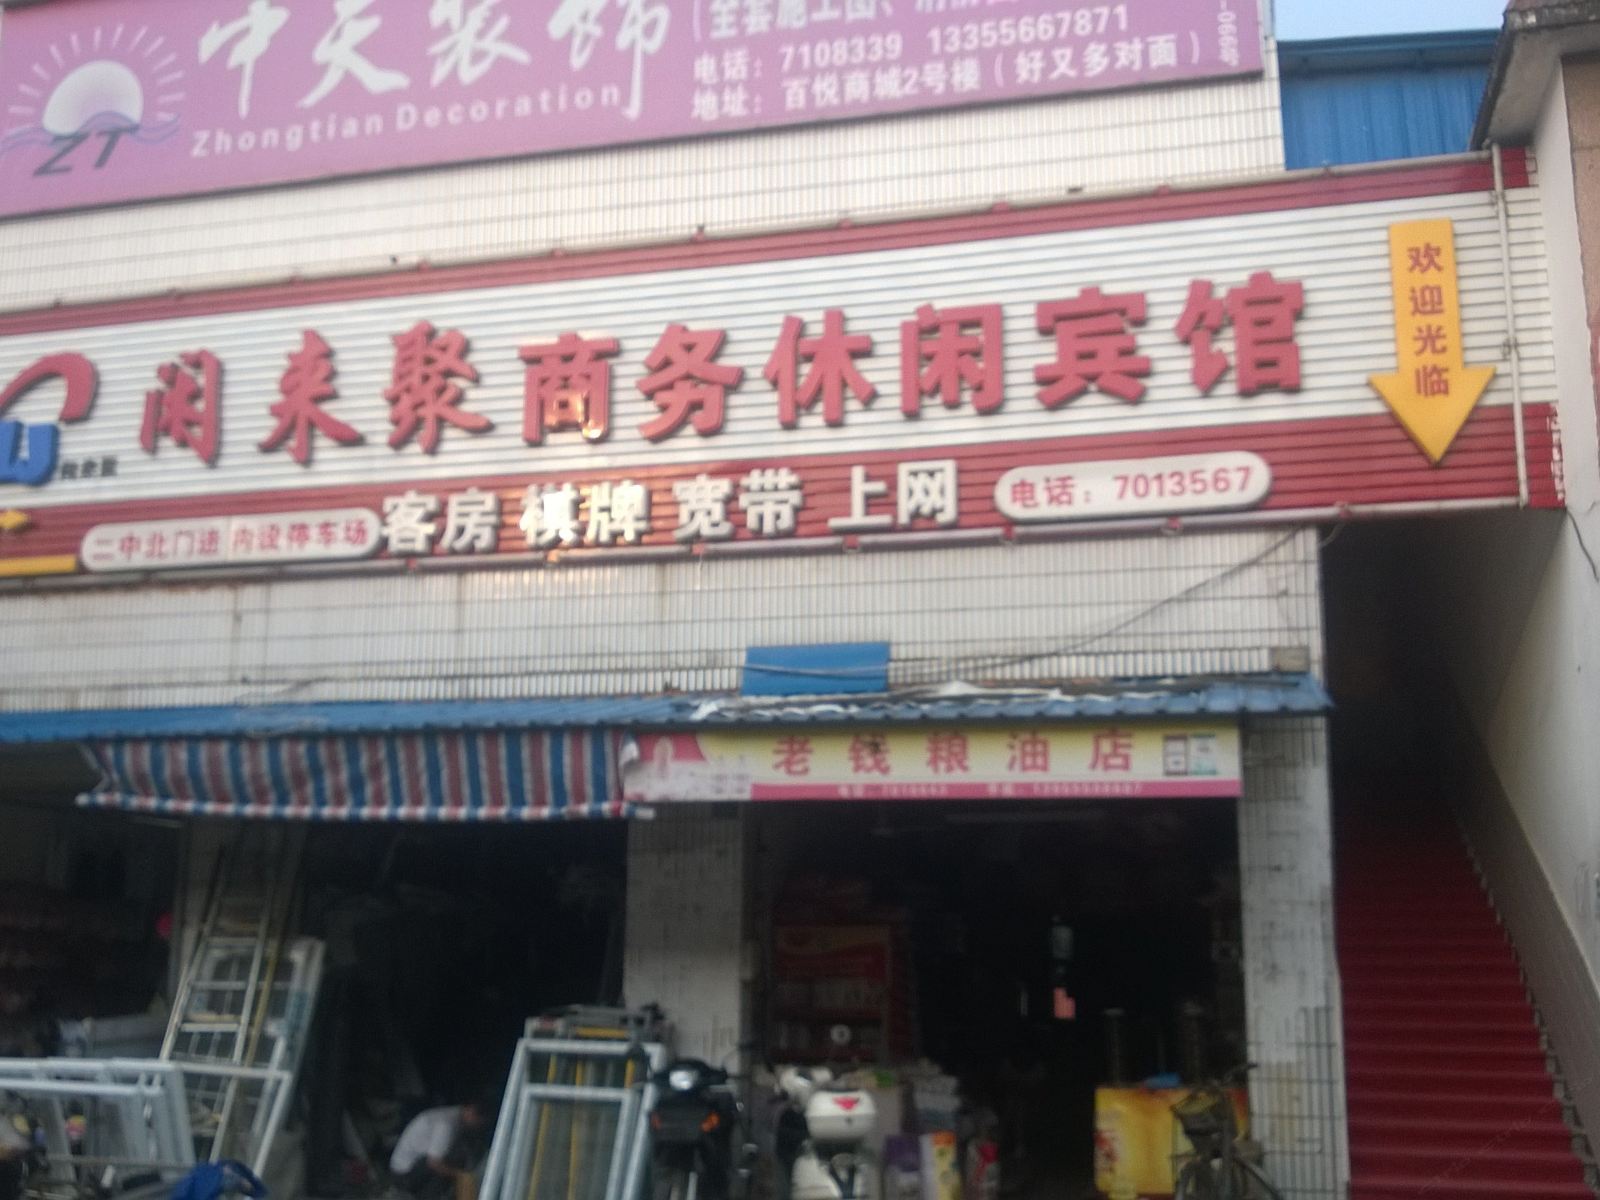 中天装饰
Zhongtian Decoration
ZT
电话：7108339 13355667871
地址：百悦商城2号楼（好又多对面）
闲来聚商务休闲宾馆
欢迎光临
二中北门进 内设停车场
客房 棋牌 宽带 上网
电话：7013567
老钱粮油店